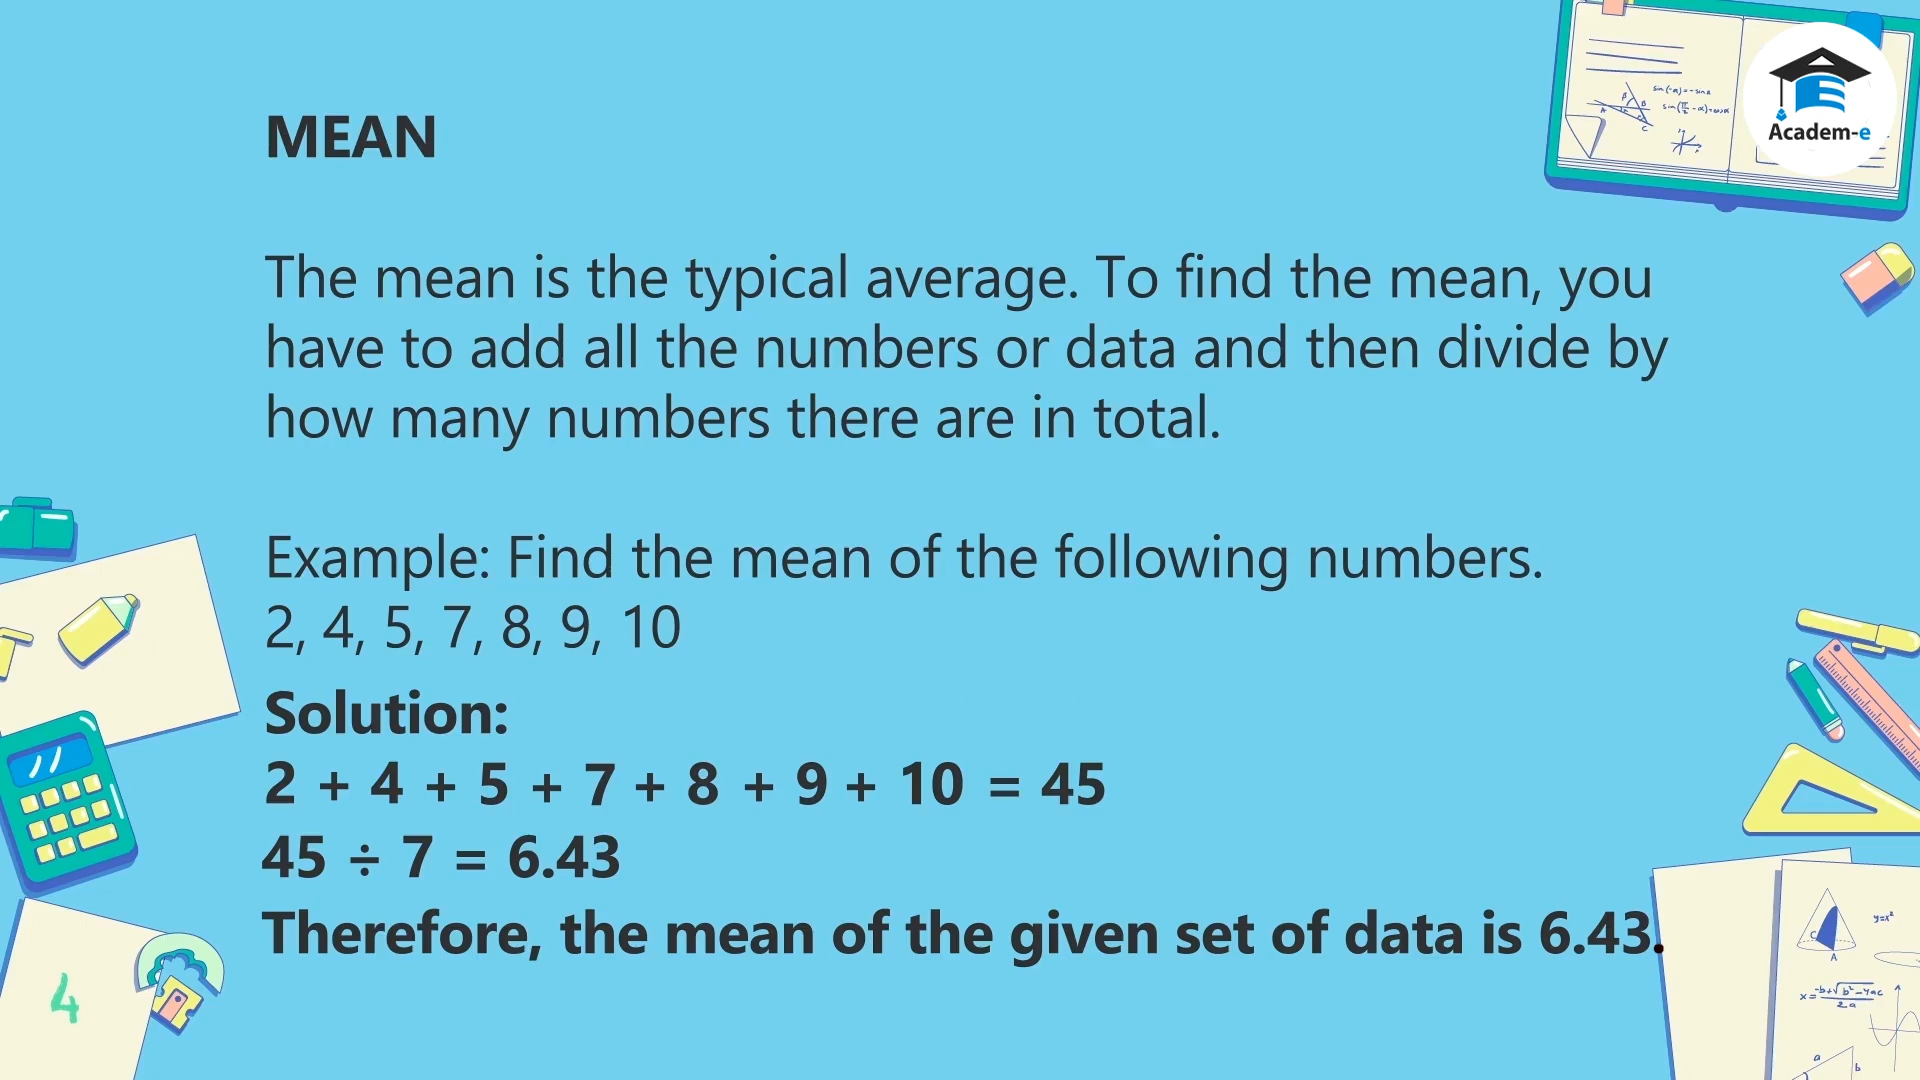 MEAN
Academ-e
The mean is the typical average. To find the mean, you
have to add all the numbers or data and then divide by
how many numbers there are in total.
Example: Find the mean of the following numbers.
2, 4, 5, 7, 8, 9, 10
Solution:
2 + 4 + 5 + 7 + 8 + 9 + 10 = 45
45 ÷ 7 = 6.43
Therefore, the mean of the given set of data is 6.43.
4
y=x²
C
A
a
b